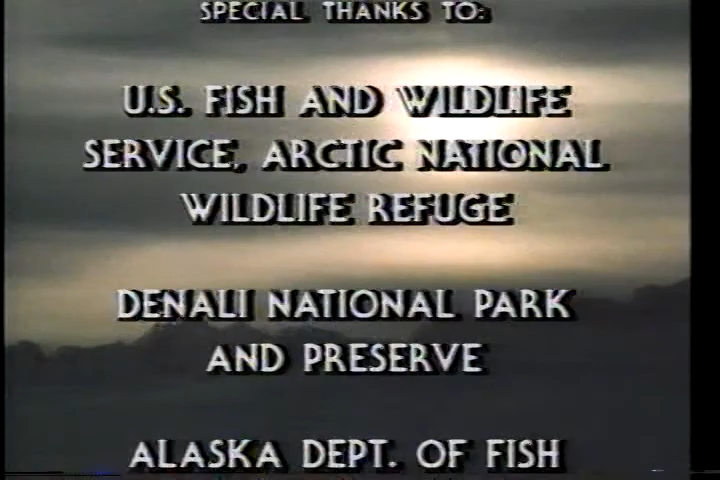 SPECIAL THANKS TO:
U.S. FISH AND WILDLIFE
SERVICE, ARCTIC NATIONAL
WILDLIFE REFUGE
DENALI NATIONAL PARK
AND PRESERVE
ALASKA DEPT. OF FISH